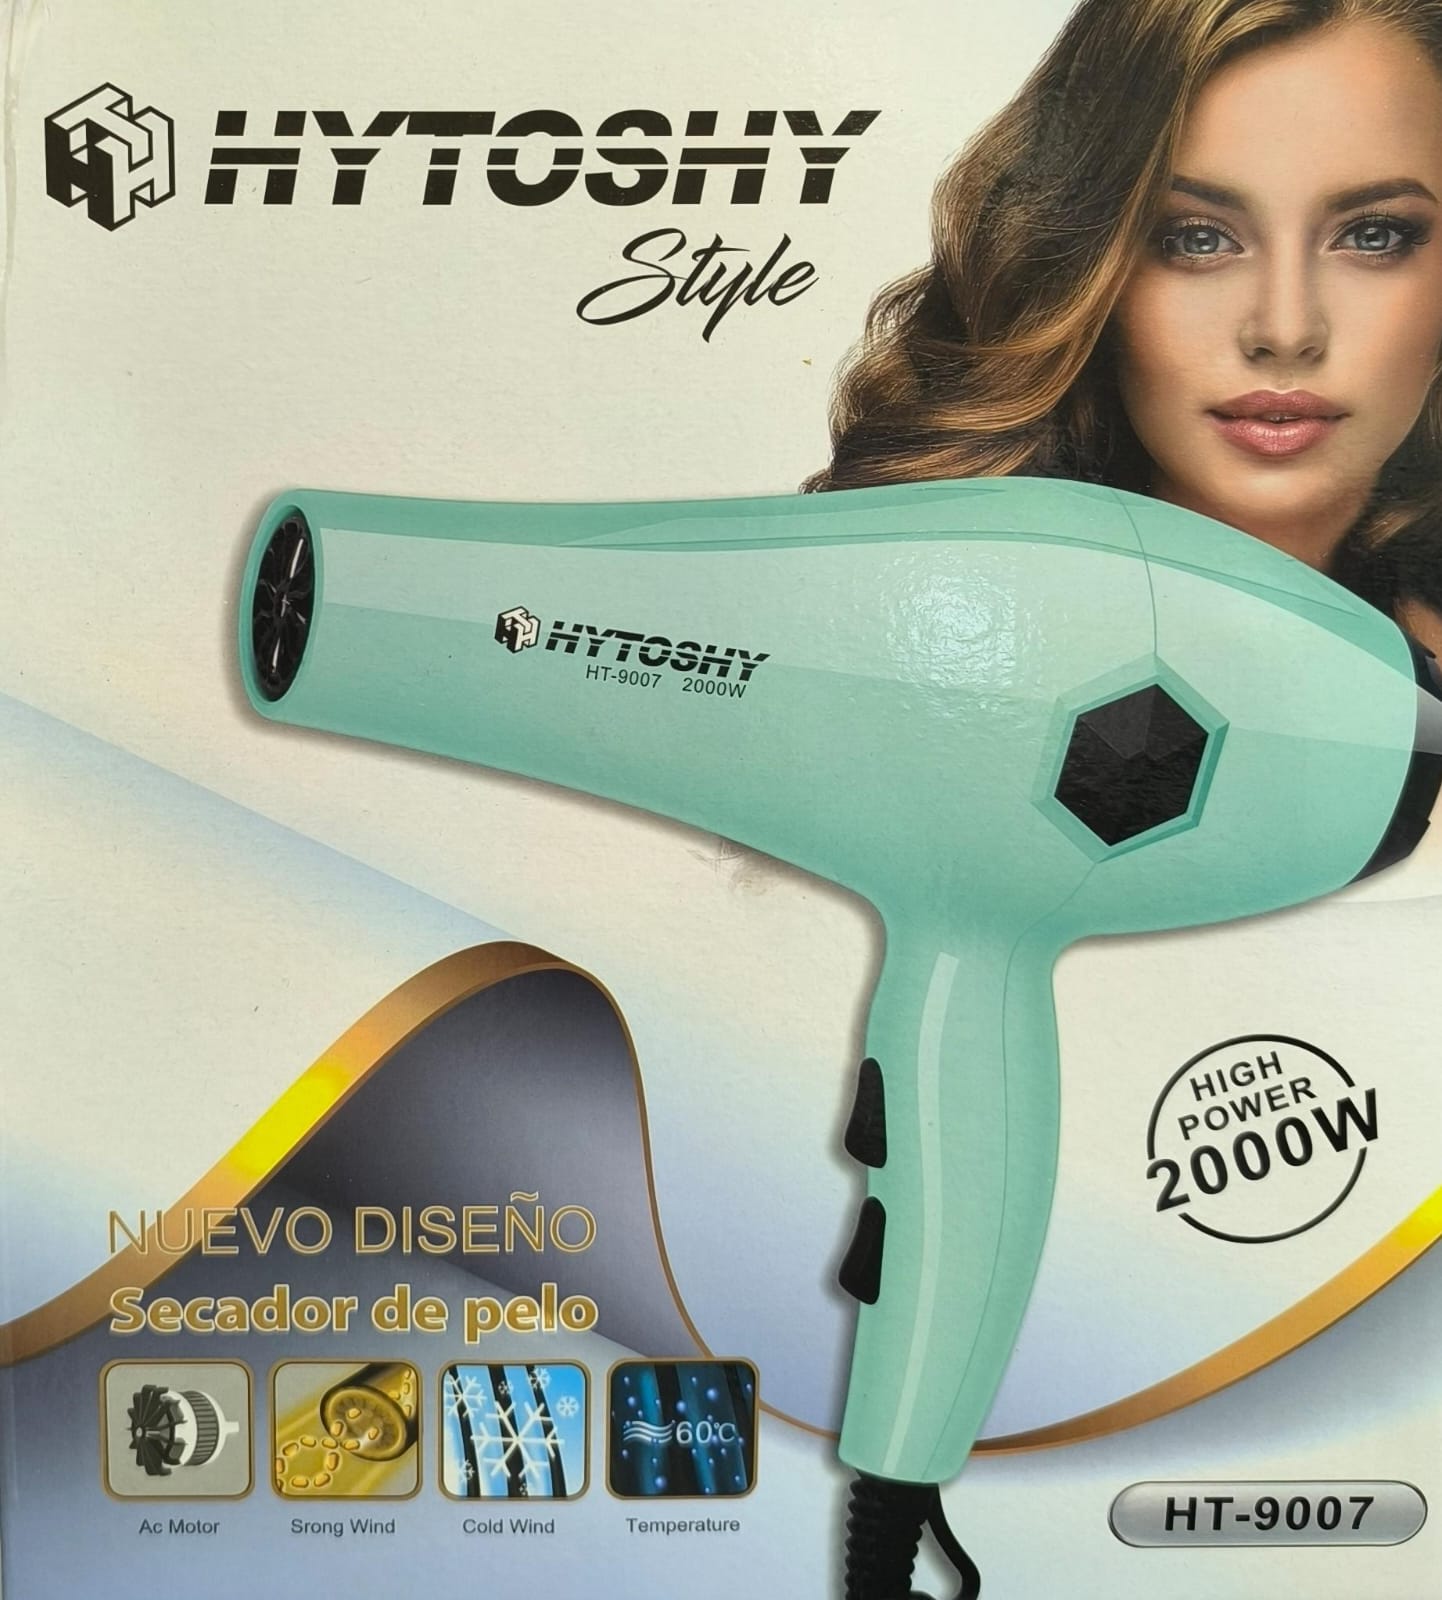 HYTOSHY
Style
HYTOSHY
HT-9007 2000W
HIGH
POWER
2000W
NUEVO DISEÑO
Secador de pelo
60°C
Ac Motor Srong Wind Cold Wind Temperature
HT-9007